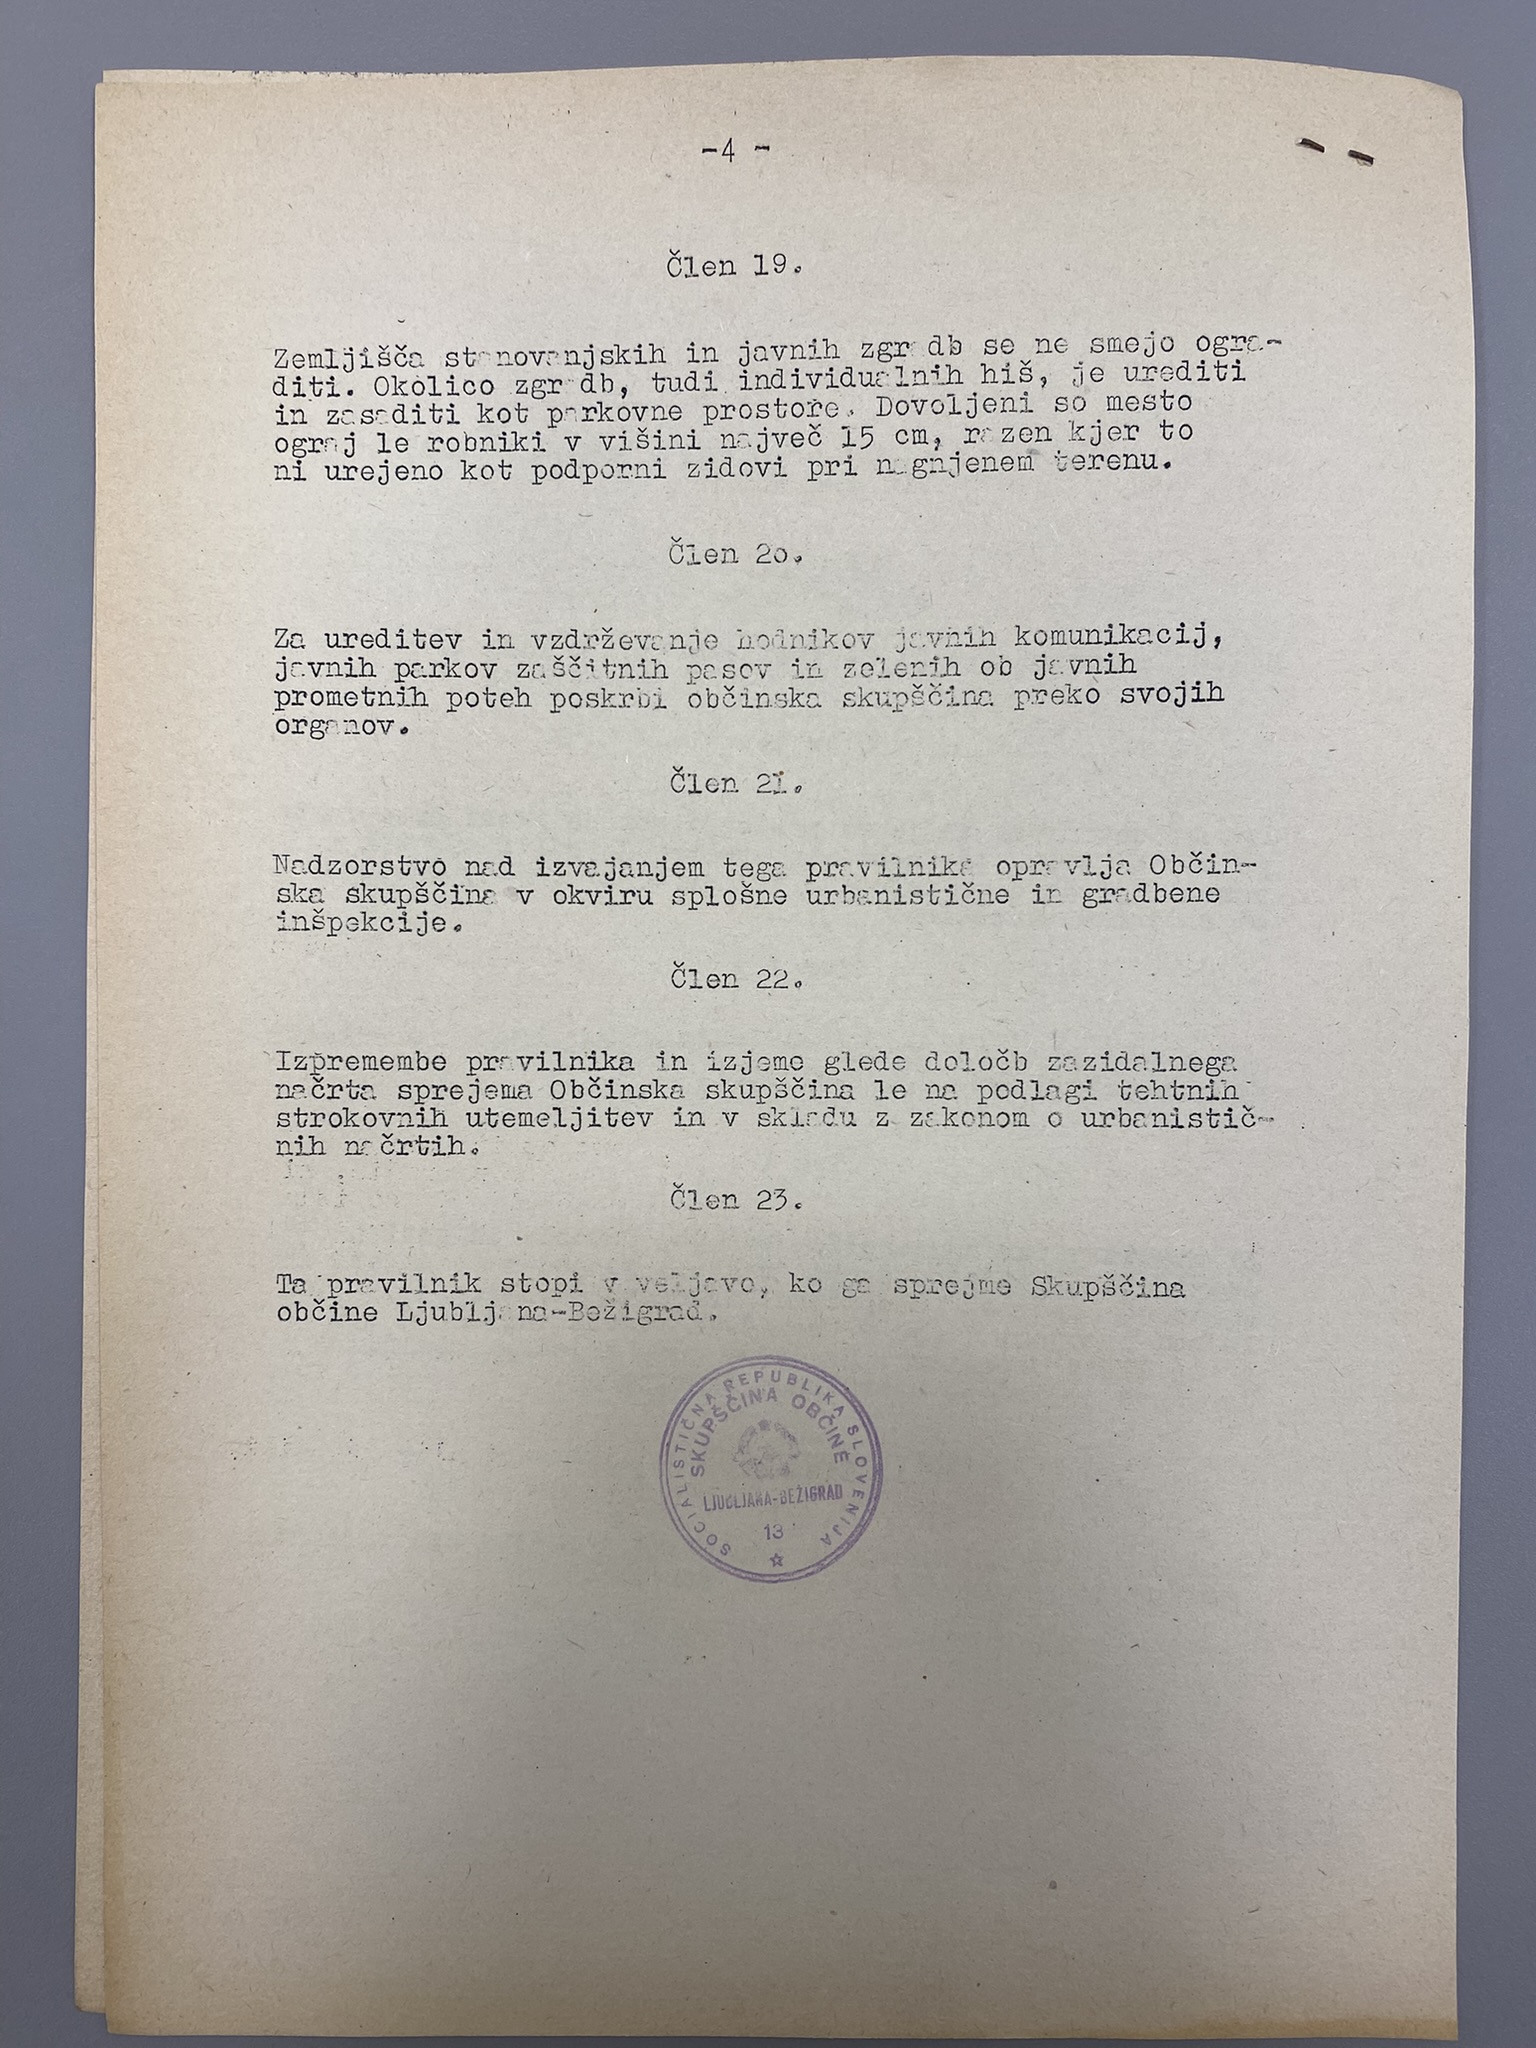 -4 -
Člen 19.
Zemljišča stanovanjskih in javnih zgradb se ne smejo ogra-
diti. Okolico zgradb, tudi individualnih hiš, je urediti
in zasaditi kot parkovne prostore. Dovoljeni so mesto
ograj le robniki v višini največ 15 cm, razen kjer to
ni urejeno kot podporni zidovi pri nagnjenem terenu.
Člen 2o.
Za ureditev in vzdrževanje hodnikov javnih komunikacij,
javnih parkov zaščitnih pasov in zelenih ob javnih
prometnih poteh poskrbi občinska skupščina preko svojih
organov.
Člen 21.
Nadzorstvo nad izvajanjem tega pravilnika opravlja Občin-
ska skupščina v okviru splošne urbanistične in gradbene
inšpekcije.
Člen 22.
Izpremembe pravilnika in izjeme glede določb zazidalnega
načrta sprejema Občinska skupščina le na podlagi tehtnih
strokovnih utemeljitev in v skladu z zakonom o urbanistič-
nih načrtih.
Člen 23.
Ta pravilnik stopi v veljavo, ko ga sprejme Skupščina
občine Ljubljana-Bežigrad.
SOCIALISTIČNA REPUBLIKA SLOVENIJA
SKUPŠČINA OBČINE
LJUBLJANA-BEŽIGRAD
13